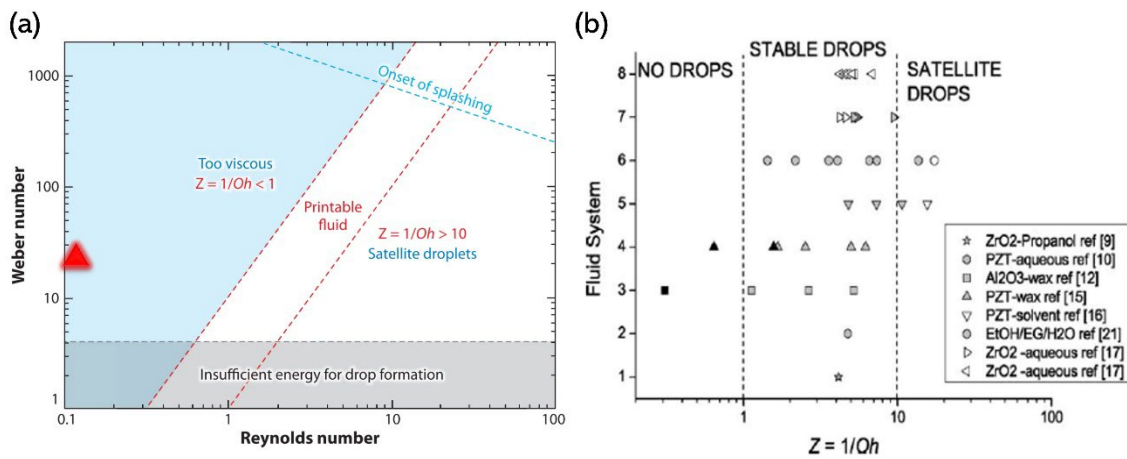 (a)
1000
100
10
1
0.1
1
10
100
Weber number
Reynolds number
Onset of splashing
Too viscous
Z = 1/Oh < 1
Printable
fluid
Z = 1/Oh > 10
Satellite droplets
Insufficient energy for drop formation
(b)
NO DROPS
STABLE DROPS
SATELLITE
DROPS
8
7
6
5
4
3
2
1
Fluid System
1
10
100
Z = 1/Oh
ZrO2-Propanol ref [9]
PZT-aqueous ref [10]
Al2O3-wax ref [12]
PZT-wax ref [15]
PZT-solvent ref [16]
EtOH/EG/H2O ref [21]
ZrO2 -aqueous ref [17]
ZrO2 -aqueous ref [17]